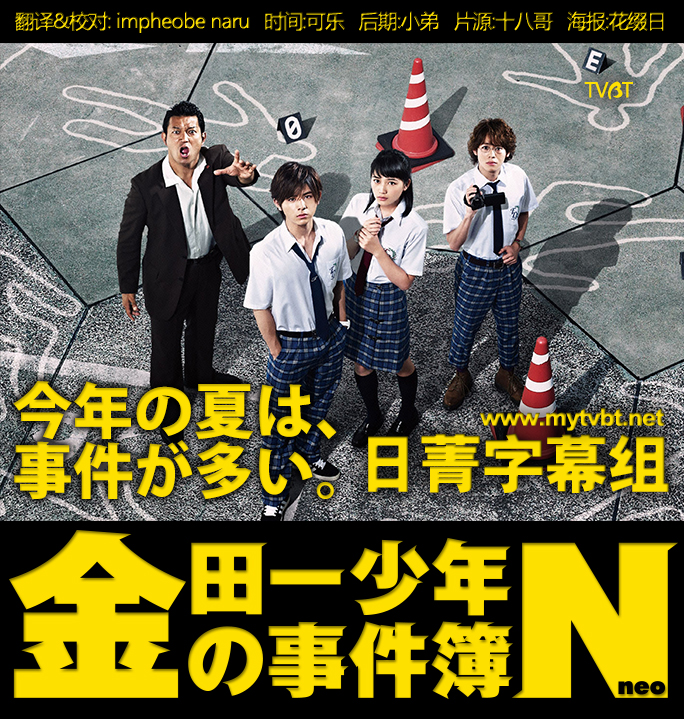 翻译&校对: impheobe naru 时间:可乐 后期:小弟 片源:十八哥 海报:花缀日
E
TVBT
0
今年の夏は、
事件が多い。
www.mytvbt.net
日菁字幕组
金田一少年の事件簿N
neo